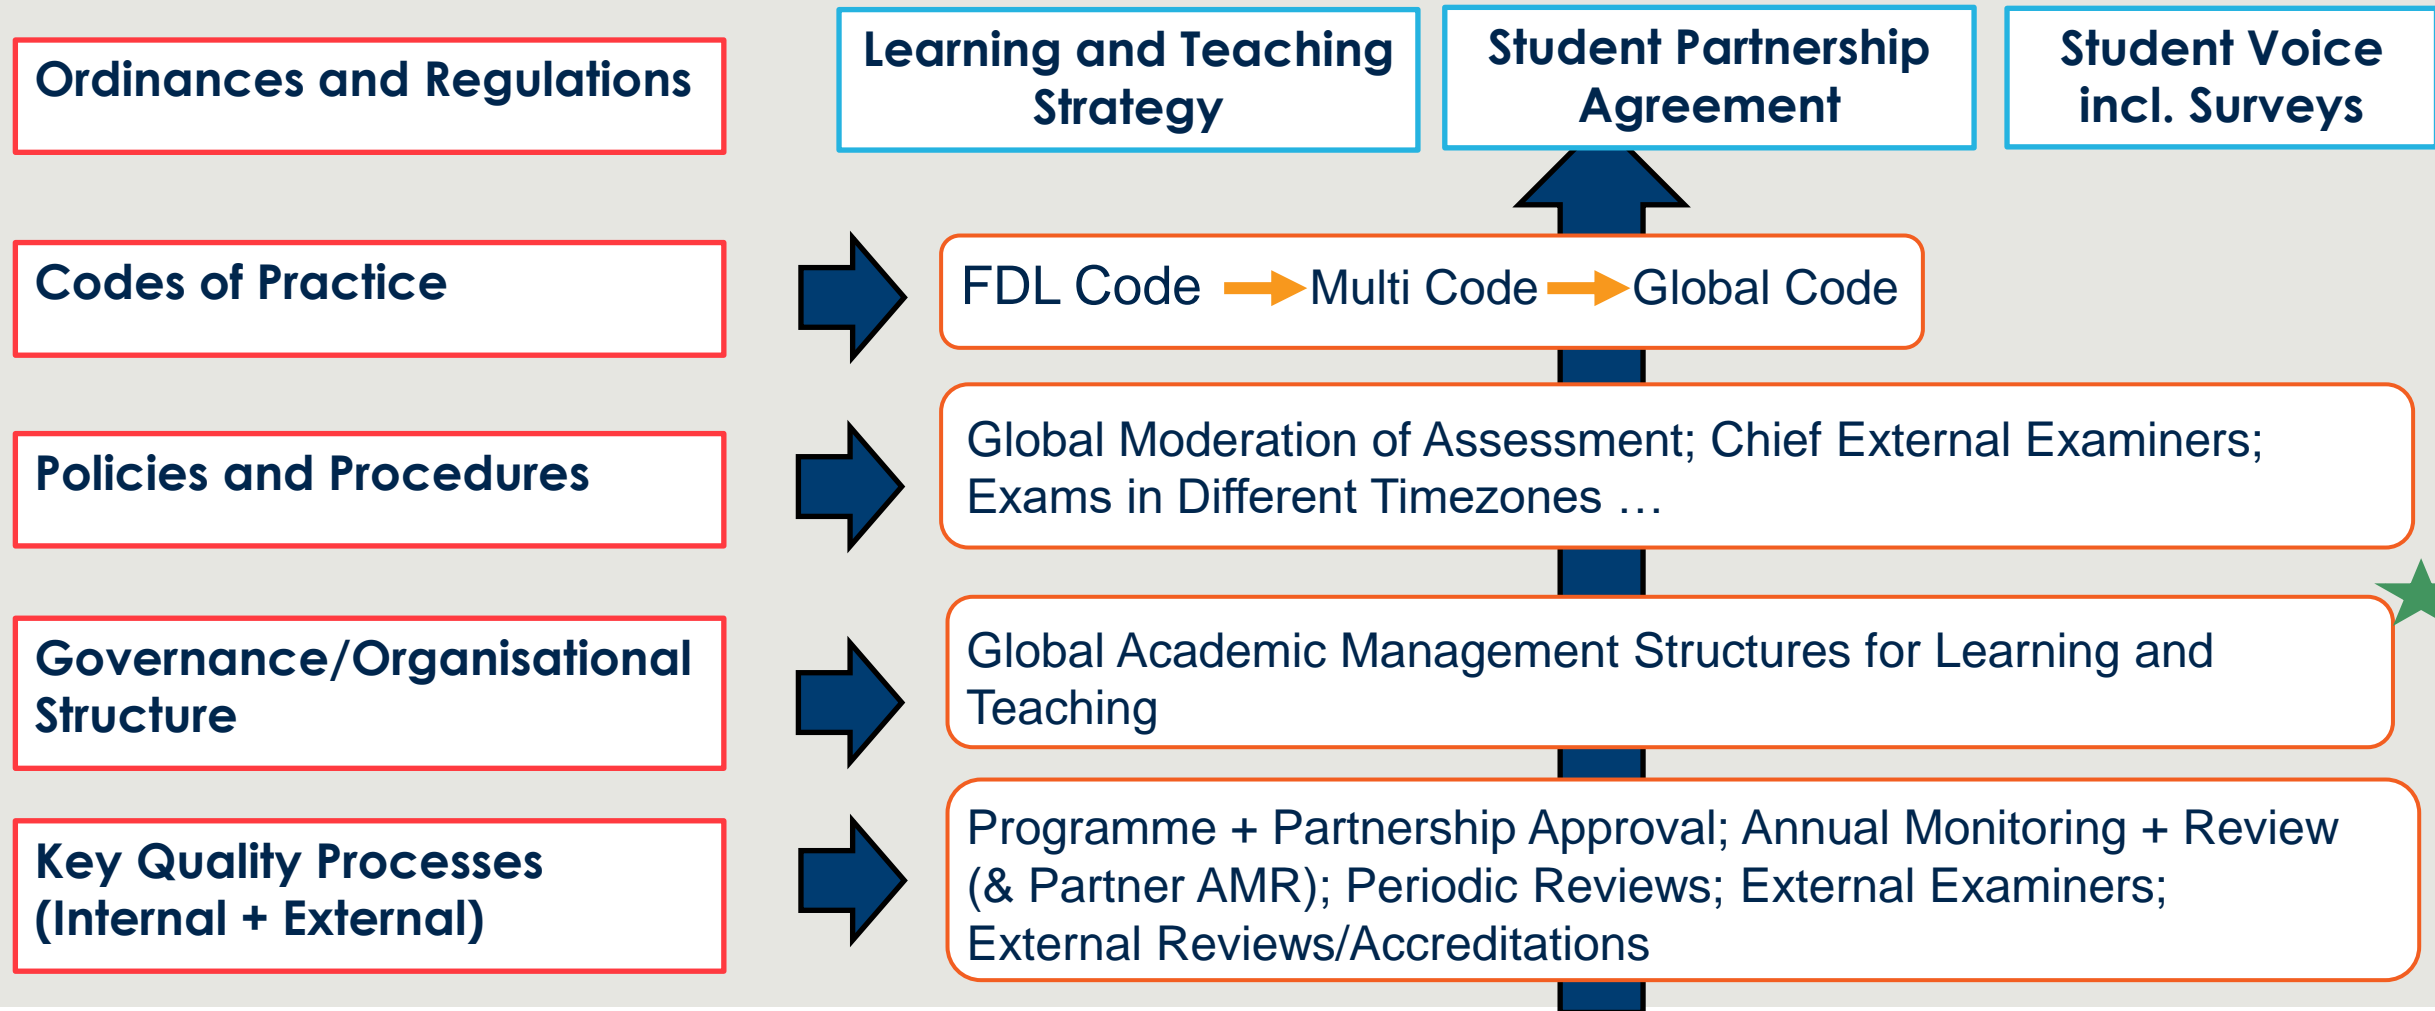 Ordinances and Regulations
Learning and Teaching
Strategy
Student Partnership
Agreement
Student Voice
incl. Surveys
Codes of Practice
FDL Code Multi Code Global Code
Policies and Procedures
Global Moderation of Assessment; Chief External Examiners;
Exams in Different Timezones …
Governance/Organisational
Structure
Global Academic Management Structures for Learning and
Teaching
Key Quality Processes
(Internal + External)
Programme + Partnership Approval; Annual Monitoring + Review
(& Partner AMR); Periodic Reviews; External Examiners;
External Reviews/Accreditations